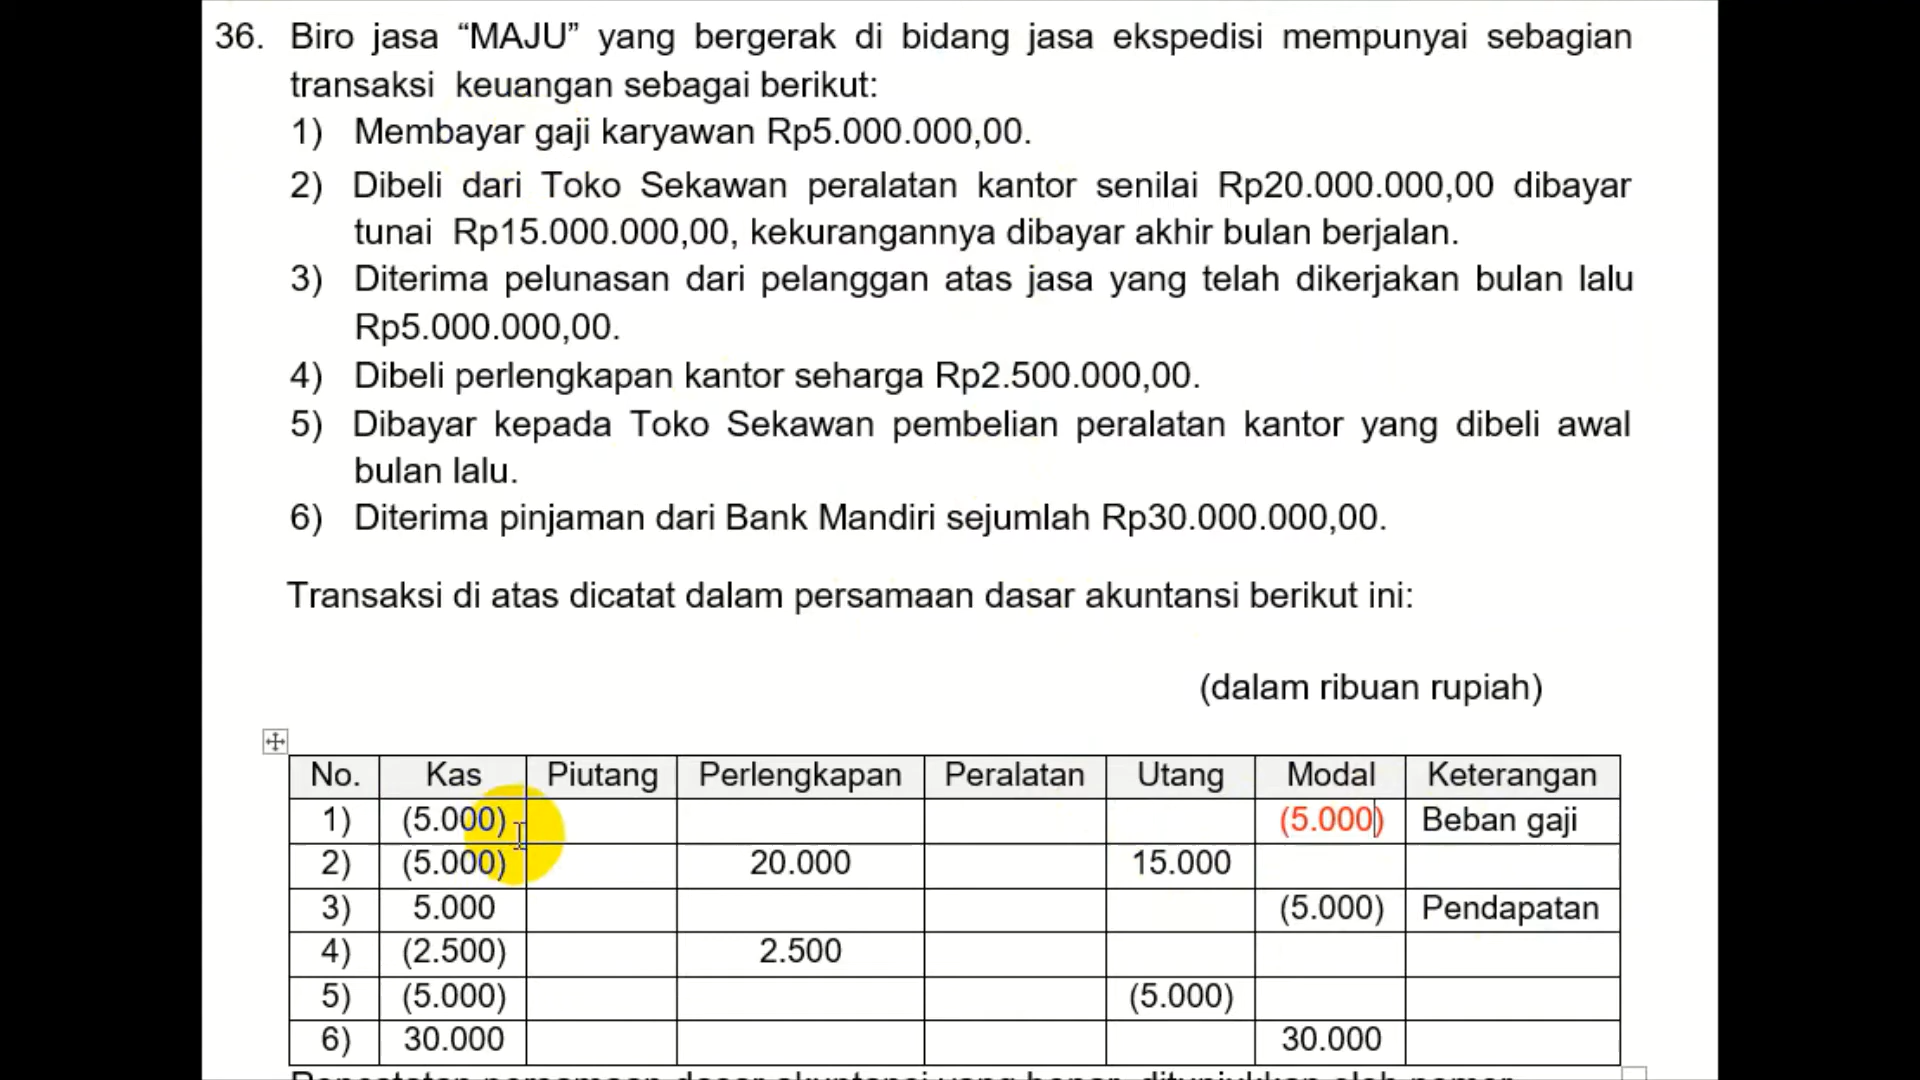 36. Biro jasa “MAJU” yang bergerak di bidang jasa ekspedisi mempunyai sebagian
transaksi keuangan sebagai berikut:
1) Membayar gaji karyawan Rp5.000.000,00.
2) Dibeli dari Toko Sekawan peralatan kantor senilai Rp20.000.000,00 dibayar
tunai Rp15.000.000,00, kekurangannya dibayar akhir bulan berjalan.
3) Diterima pelunasan dari pelanggan atas jasa yang telah dikerjakan bulan lalu
Rp5.000.000,00.
4) Dibeli perlengkapan kantor seharga Rp2.500.000,00.
5) Dibayar kepada Toko Sekawan pembelian peralatan kantor yang dibeli awal
bulan lalu.
6) Diterima pinjaman dari Bank Mandiri sejumlah Rp30.000.000,00.
Transaksi di atas dicatat dalam persamaan dasar akuntansi berikut ini:
(dalam ribuan rupiah)
No. Kas Piutang Perlengkapan Peralatan Utang Modal Keterangan
1) (5.000) (5.000) Beban gaji
2) (5.000) 20.000 15.000
3) 5.000 (5.000) Pendapatan
4) (2.500) 2.500
5) (5.000) (5.000)
6) 30.000 30.000